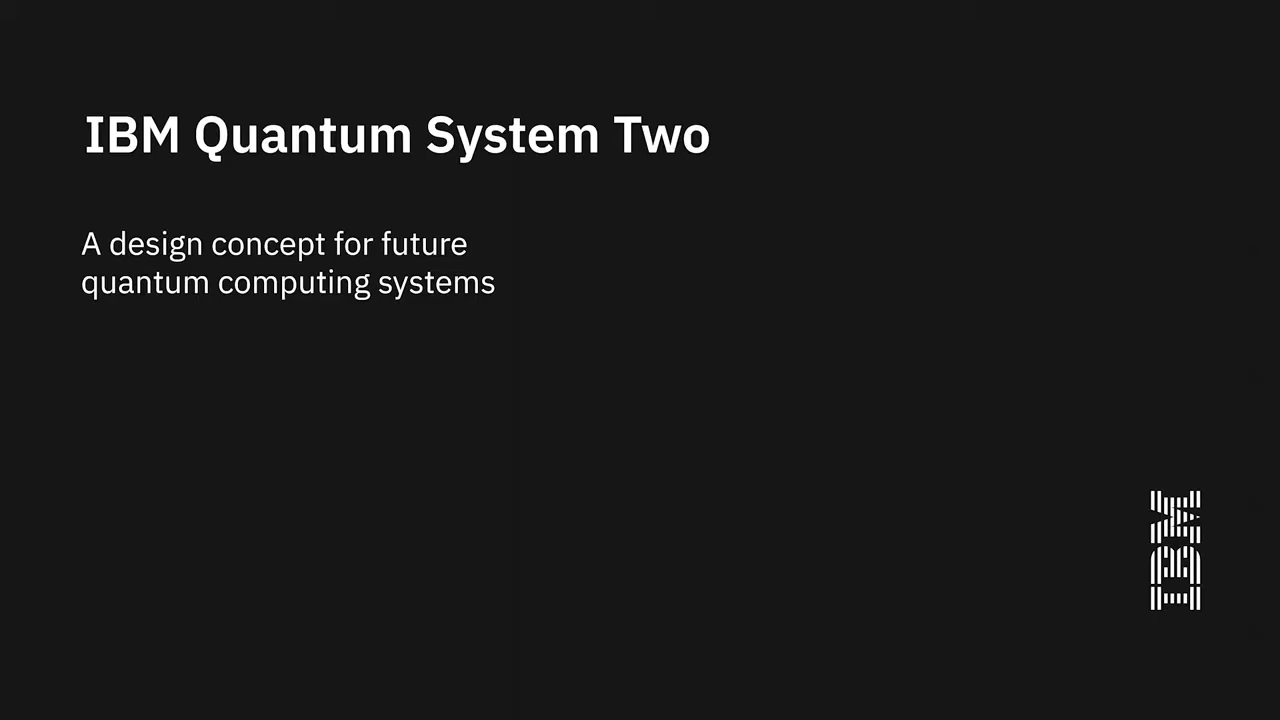 IBM Quantum System Two
A design concept for future
quantum computing systems
IBM